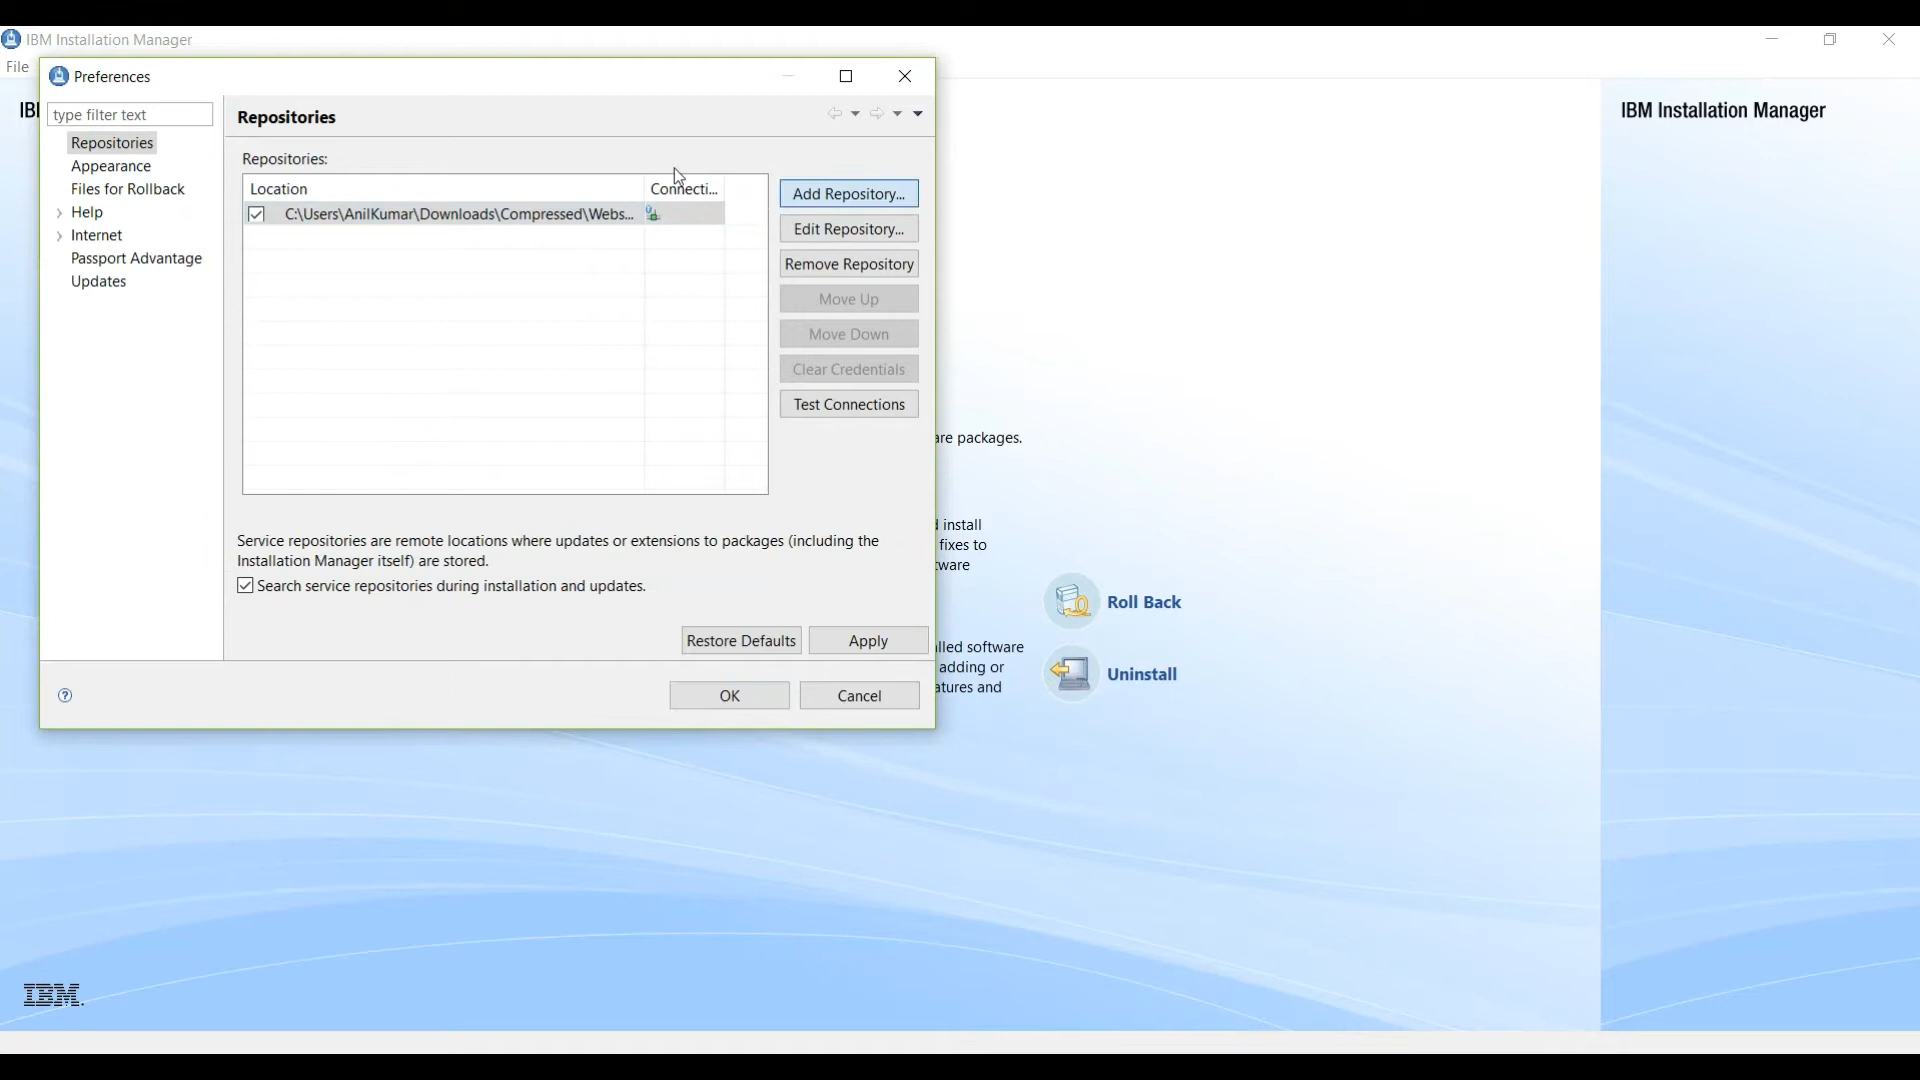 IBM Installation Manager
File
Preferences
IBM Installation Manager
type filter text
Repositories
Repositories
Appearance
Files for Rollback
Help
Internet
Passport Advantage
Updates
Repositories:
Location
Connecti...
C:\Users\AnilKumar\Downloads\Compressed\Webs...
Add Repository...
Edit Repository...
Remove Repository
Move Up
Move Down
Clear Credentials
Test Connections
are packages.
install
fixes to
ware
Service repositories are remote locations where updates or extensions to packages (including the
Installation Manager itself) are stored.
Search service repositories during installation and updates.
Roll Back
Restore Defaults
Apply
lled software
adding or
atures and
Uninstall
OK
Cancel
IBM